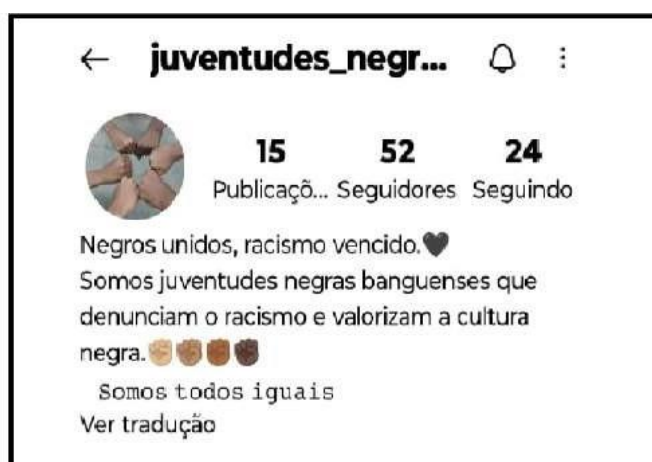 ← juventudes_negr...
15 52 24
Publicaçõ... Seguidores Seguindo
Negros unidos, racismo vencido.🖤
Somos juventudes negras banguenses que
denunciam o racismo e valorizam a cultura
negra.✊🏼✊🏽✊🏾✊🏿
Somos todos iguais
Ver tradução